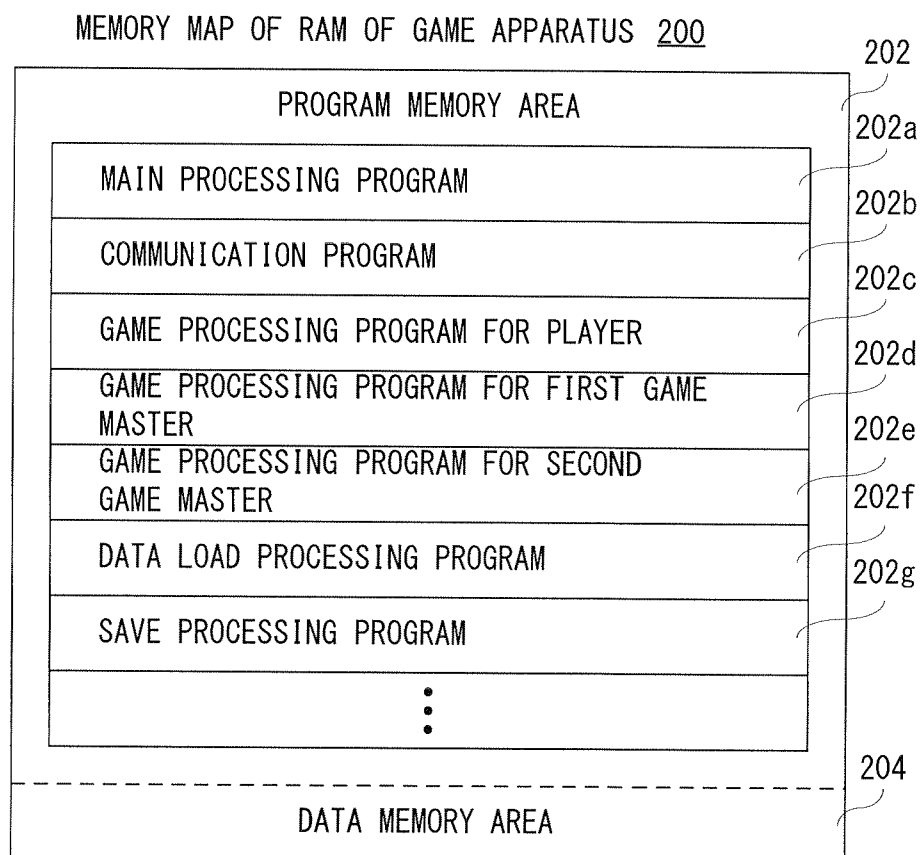 MEMORY MAP OF RAM OF GAME APPARATUS 200
202
PROGRAM MEMORY AREA
202a
MAIN PROCESSING PROGRAM
202b
COMMUNICATION PROGRAM
202c
GAME PROCESSING PROGRAM FOR PLAYER
202d
GAME PROCESSING PROGRAM FOR FIRST GAME
MASTER
202e
GAME PROCESSING PROGRAM FOR SECOND
GAME MASTER
202f
DATA LOAD PROCESSING PROGRAM
202g
SAVE PROCESSING PROGRAM
204
DATA MEMORY AREA